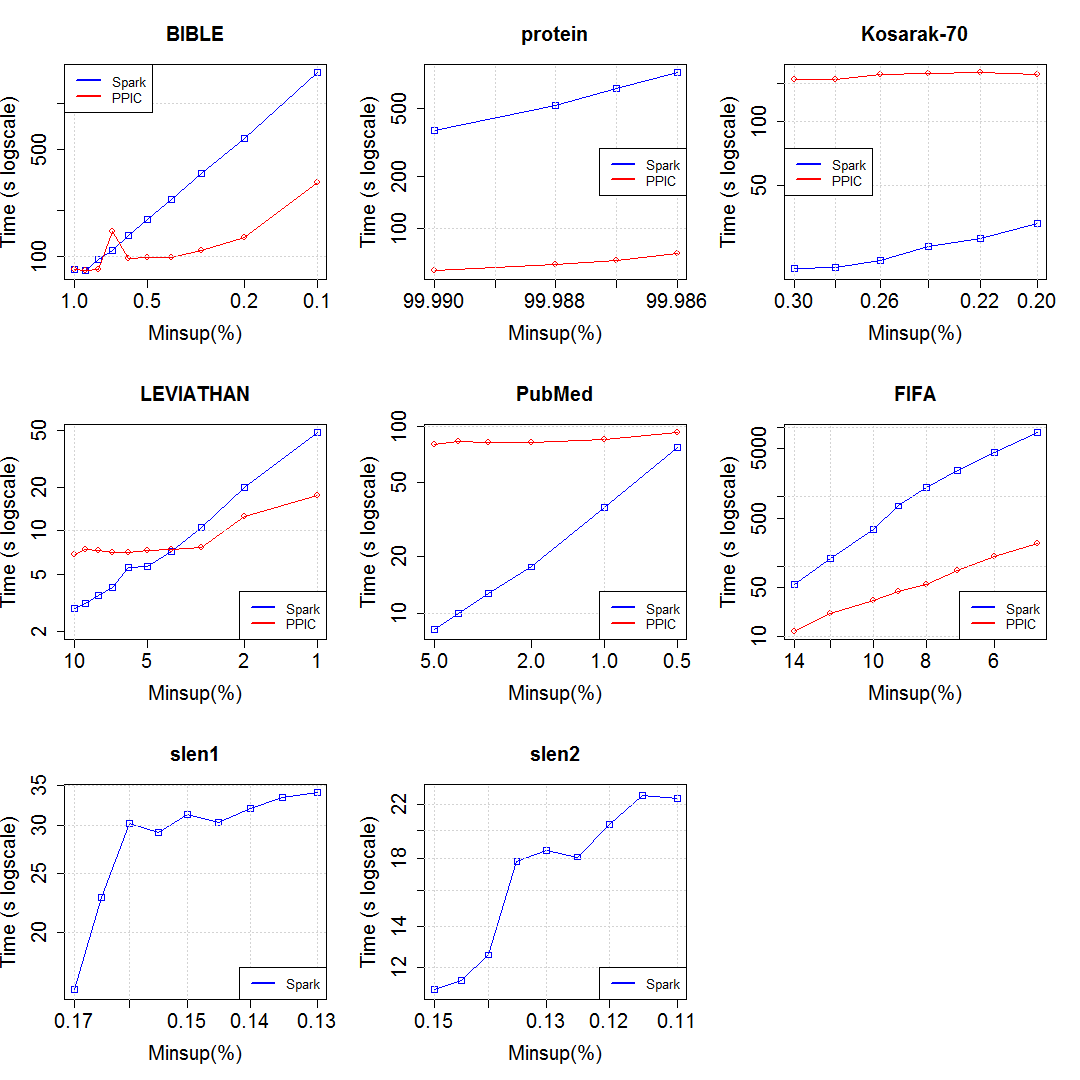 BIBLE
Time (s logscale)
500
100
Spark
PPIC
1.0 0.5 0.2 0.1
Minsup(%)
protein
Time (s logscale)
500
200
100
Spark
PPIC
99.990 99.988 99.986
Minsup(%)
Kosarak-70
Time (s logscale)
100
50
Spark
PPIC
0.30 0.26 0.22 0.20
Minsup(%)
LEVIATHAN
Time (s logscale)
50
20
10
5
2
Spark
PPIC
10 5 2 1
Minsup(%)
PubMed
Time (s logscale)
100
50
20
10
Spark
PPIC
5.0 2.0 1.0 0.5
Minsup(%)
FIFA
Time (s logscale)
5000
500
50
10
Spark
PPIC
14 10 8 6
Minsup(%)
slen1
Time (s logscale)
35
30
25
20
Spark
0.17 0.15 0.14 0.13
Minsup(%)
slen2
Time (s logscale)
22
18
14
12
Spark
0.15 0.13 0.12 0.11
Minsup(%)